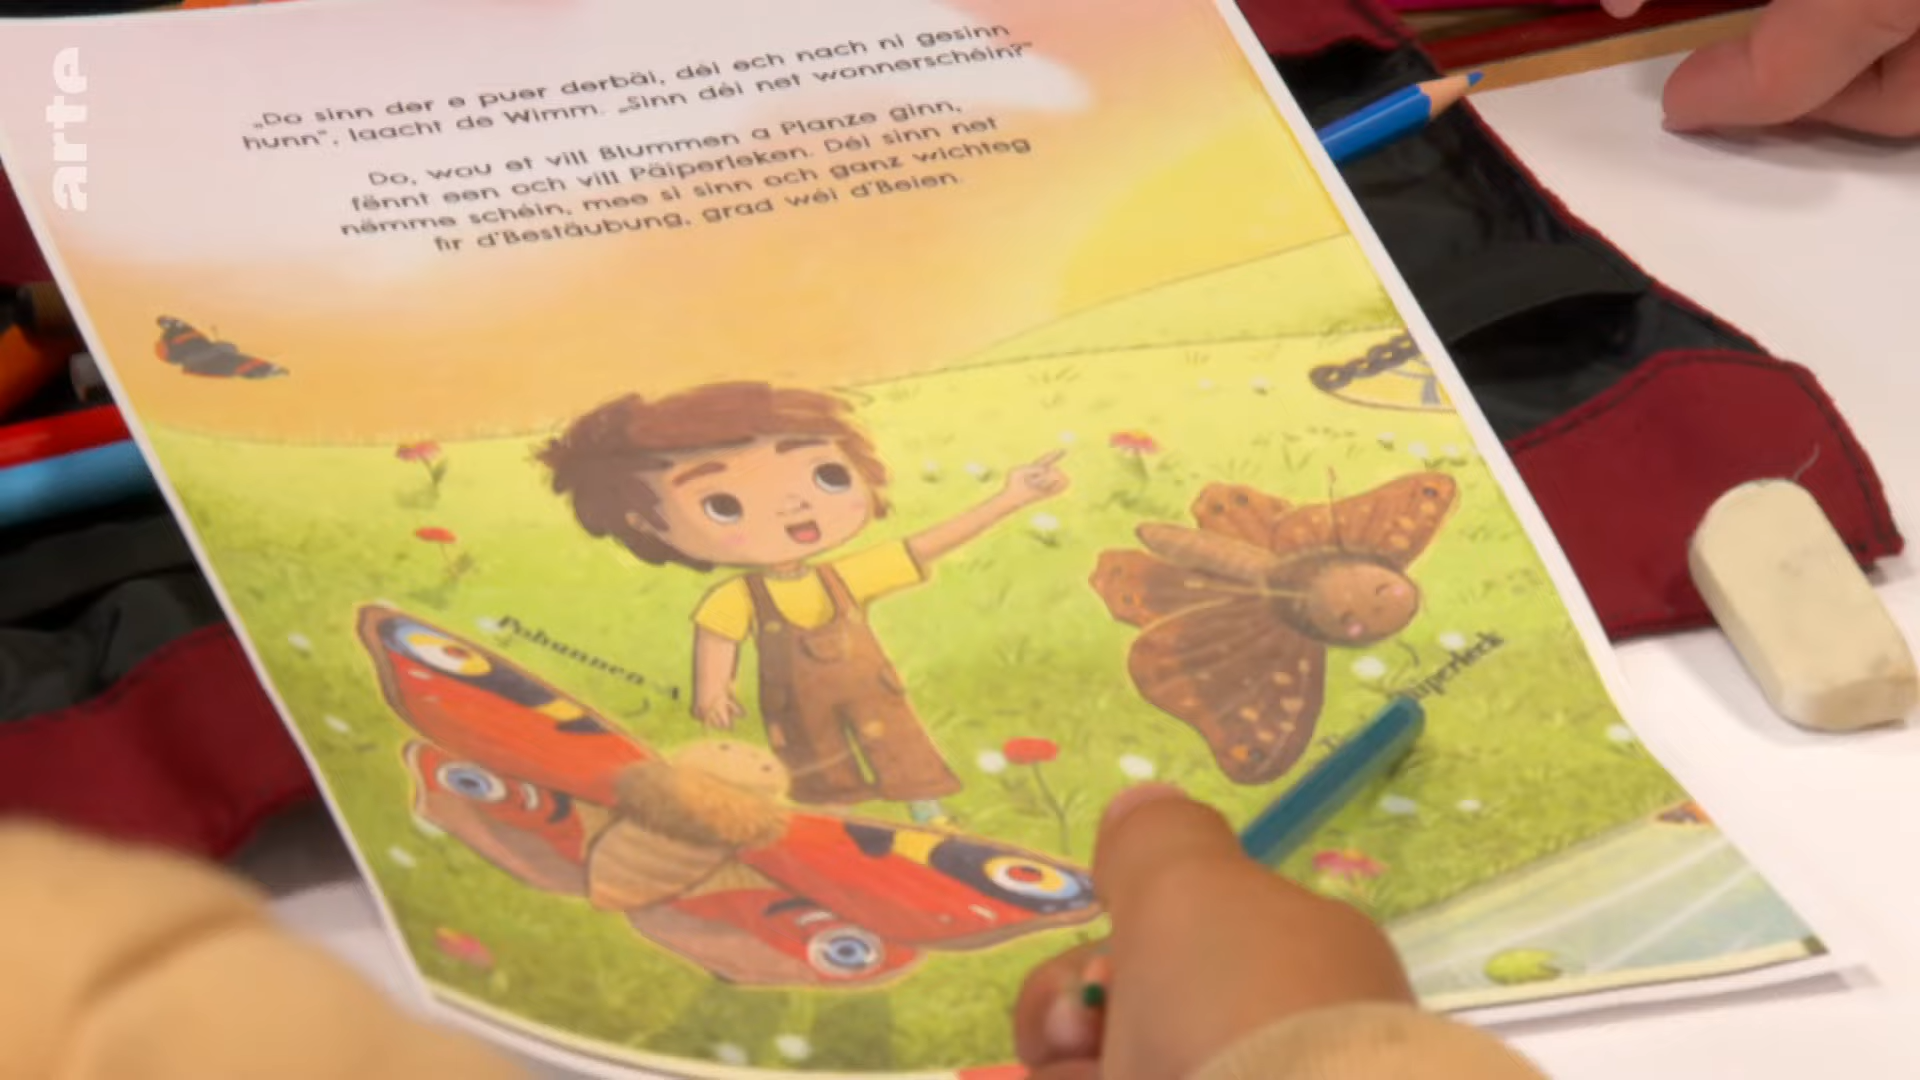 arte
„Do sinn der e puer derbäi, déi ech nach ni gesinn
hunn“, laacht de Wimm. „Sinn déi net wonnerschéin?“
Do, wou et vill Blummen a Planze ginn,
fënnt een och vill Päiperleken. Déi sinn net
nëmme schéin, mee si sinn och ganz wichteg
fir d'Bestäubung, grad wéi d'Beien.